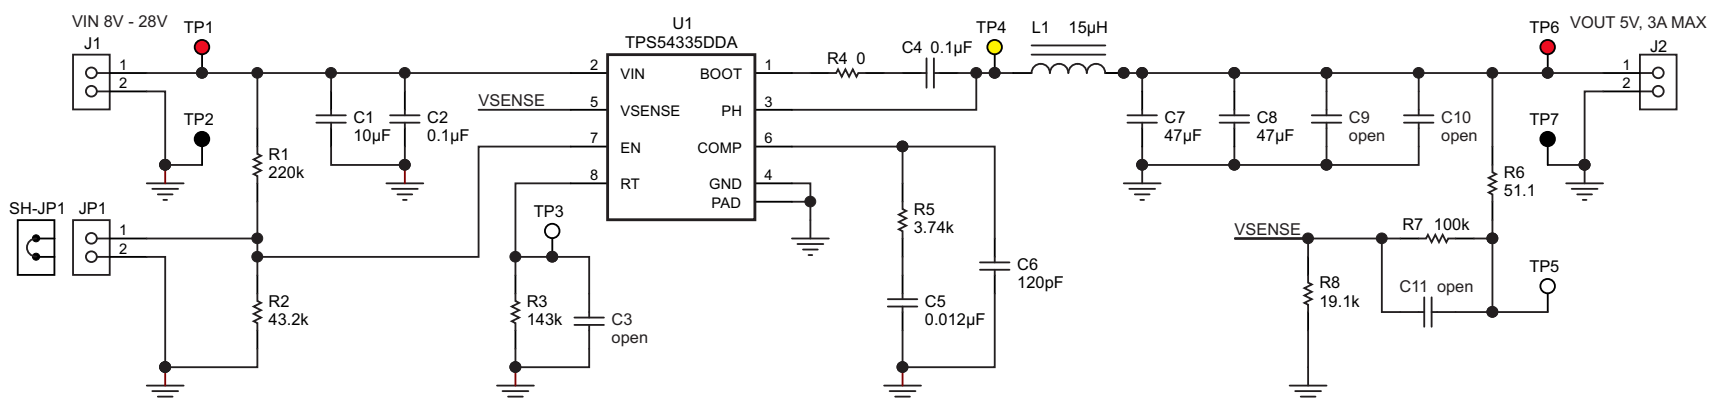 VIN 8V - 28V
J1
1
2
TP1
TP2
R1
220k
C1
10µF
C2
0.1µF
SH-JP1
JP1
1
2
R2
43.2k
VSENSE
U1
TPS54335DDA
2 VIN
5 VSENSE
7 EN
8 RT
BOOT 1
PH 3
COMP 6
GND 4
PAD
TP3
R3
143k
C3
open
R4 0
C4 0.1µF
TP4
L1 15µH
R5
3.74k
C5
0.012µF
C6
120pF
C7
47µF
C8
47µF
C9
open
C10
open
TP6
VOUT 5V, 3A MAX
J2
1
2
TP7
R6
51.1
VSENSE
R7 100k
R8
19.1k
C11 open
TP5